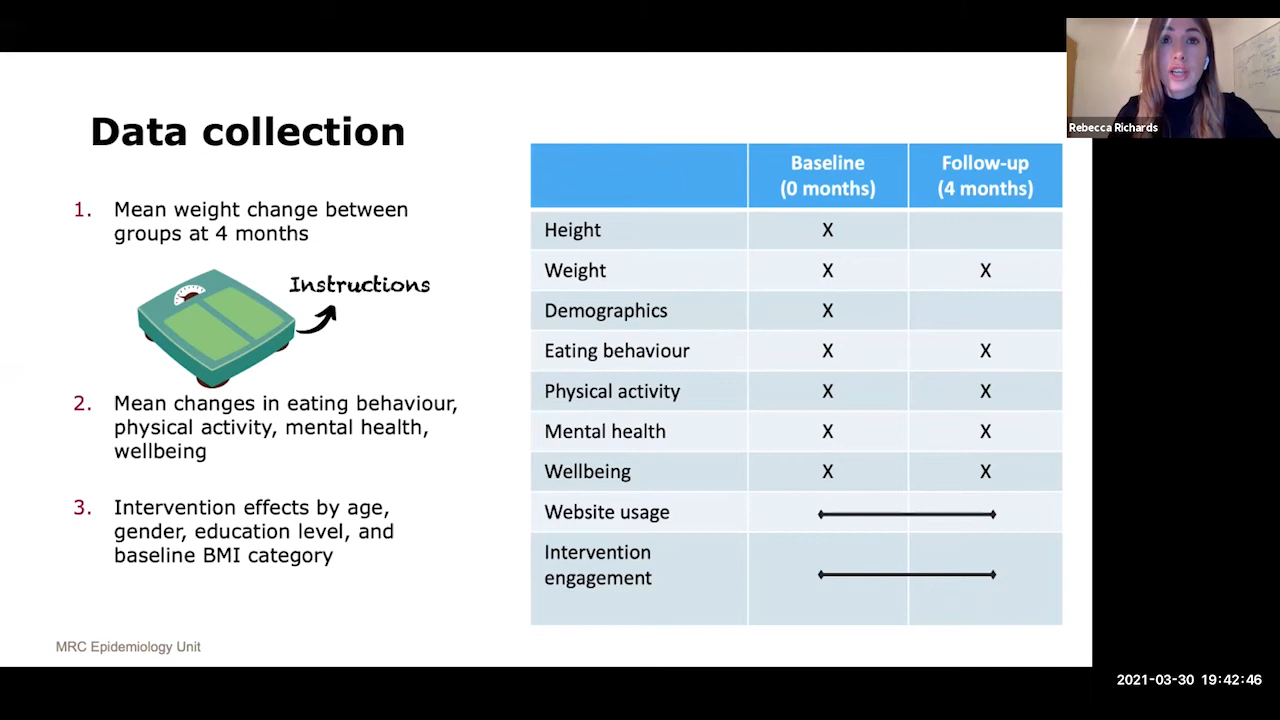 Data collection
1. Mean weight change between
groups at 4 months
Instructions
2. Mean changes in eating behaviour,
physical activity, mental health,
wellbeing
3. Intervention effects by age,
gender, education level, and
baseline BMI category
MRC Epidemiology Unit
Baseline
(0 months)
Follow-up
(4 months)
Height X
Weight X X
Demographics X
Eating behaviour X X
Physical activity X X
Mental health X X
Wellbeing X X
Website usage
Intervention
engagement
Rebecca Richards
2021-03-30 19:42:46